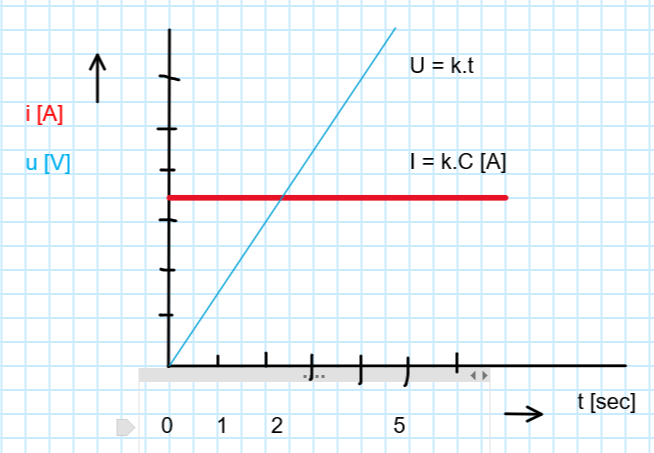 U = k.t
i [A]
u [V]
I = k.C [A]
t [sec]
0 1 2 5